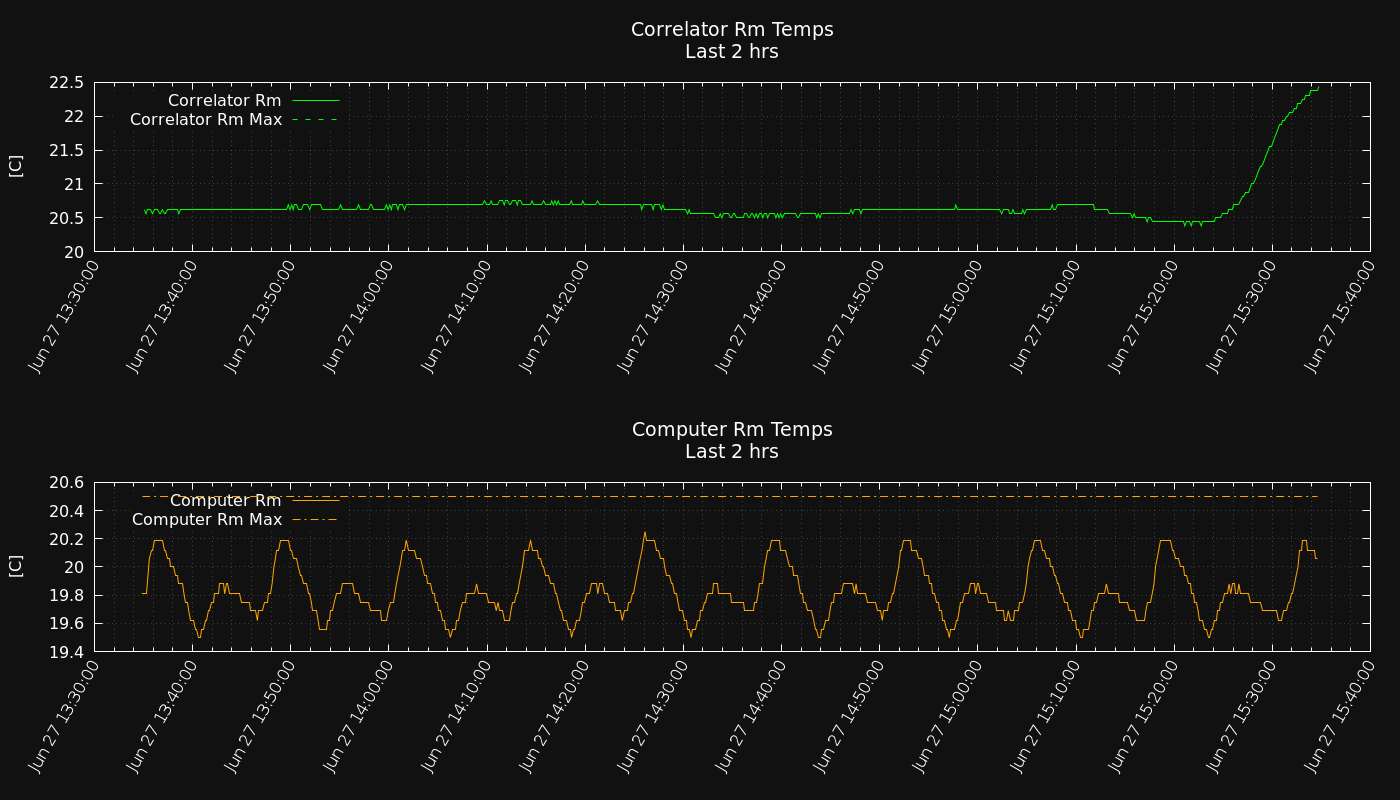 Correlator Rm Temps
Last 2 hrs
22.5
22
21.5
21
20.5
20
[C]
Correlator Rm
Correlator Rm Max
Jun 27 13:30:00
Jun 27 13:40:00
Jun 27 13:50:00
Jun 27 14:00:00
Jun 27 14:10:00
Jun 27 14:20:00
Jun 27 14:30:00
Jun 27 14:40:00
Jun 27 14:50:00
Jun 27 15:00:00
Jun 27 15:10:00
Jun 27 15:20:00
Jun 27 15:30:00
Jun 27 15:40:00
Computer Rm Temps
Last 2 hrs
20.6
20.4
20.2
20
19.8
19.6
19.4
[C]
Computer Rm
Computer Rm Max
Jun 27 13:30:00
Jun 27 13:40:00
Jun 27 13:50:00
Jun 27 14:00:00
Jun 27 14:10:00
Jun 27 14:20:00
Jun 27 14:30:00
Jun 27 14:40:00
Jun 27 14:50:00
Jun 27 15:00:00
Jun 27 15:10:00
Jun 27 15:20:00
Jun 27 15:30:00
Jun 27 15:40:00